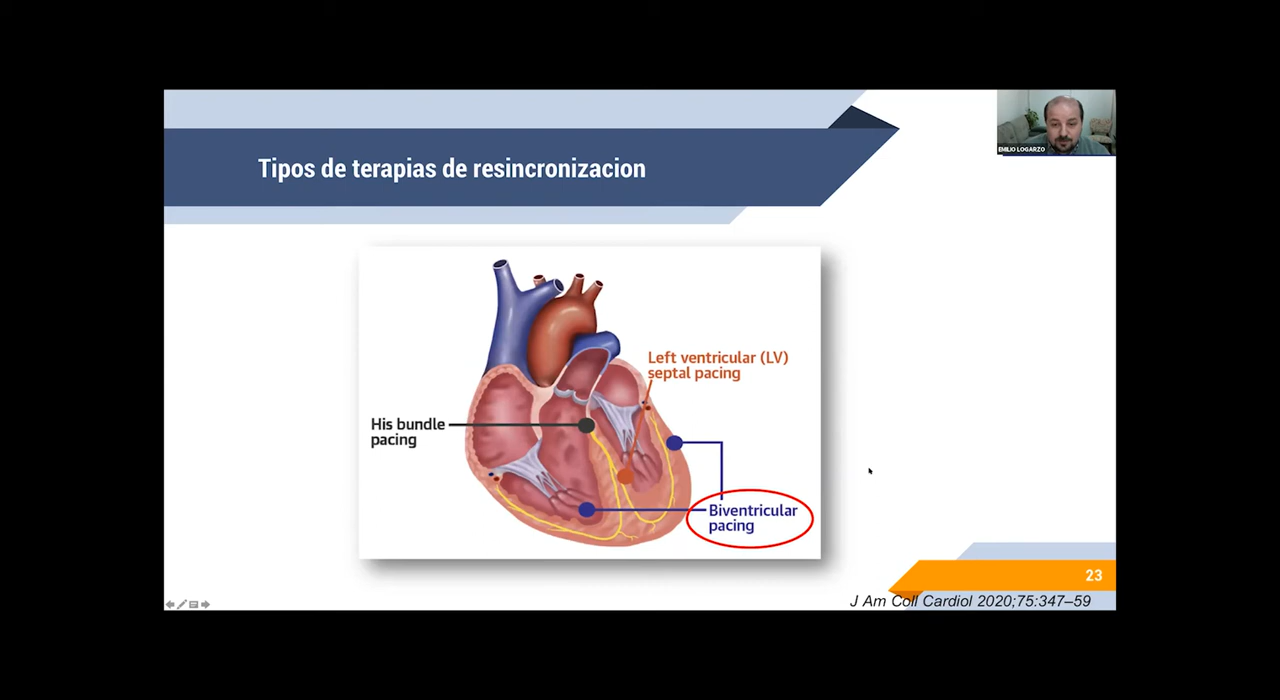 Tipos de terapias de resincronizacion
EMILIO LOGARZO
Left ventricular (LV)
septal pacing
His bundle
pacing
Biventricular
pacing
23
J Am Coll Cardiol 2020;75:347–59